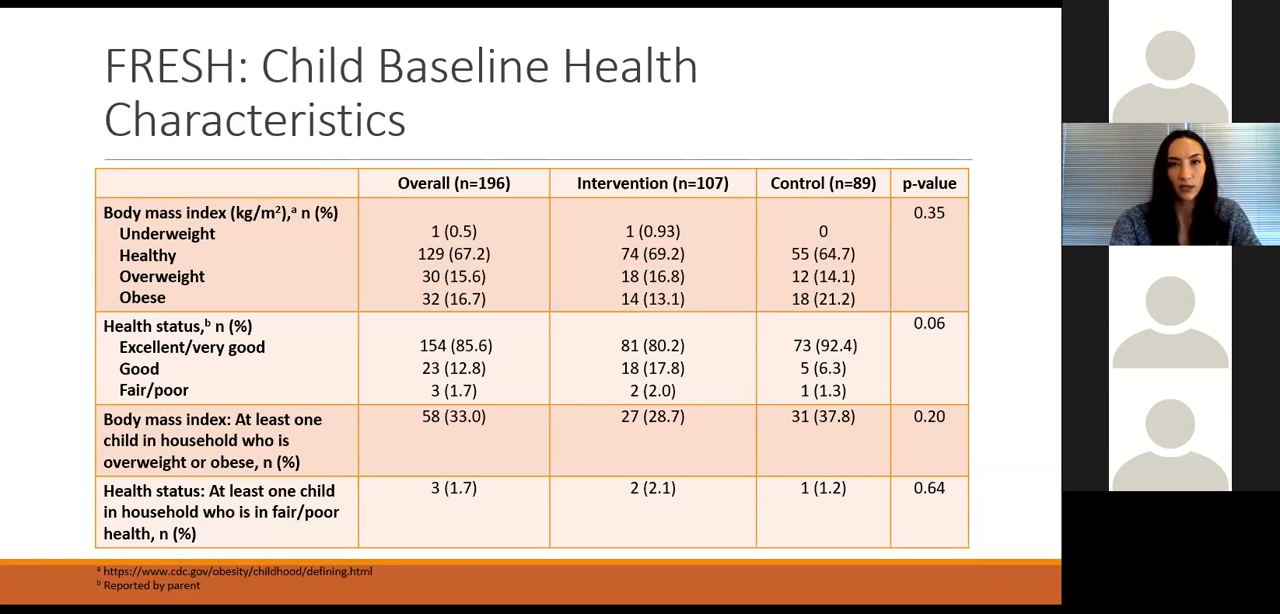 FRESH: Child Baseline Health
Characteristics
Overall (n=196) Intervention (n=107) Control (n=89) p-value
Body mass index (kg/m²),ᵃ n (%) 0.35
Underweight 1 (0.5) 1 (0.93) 0
Healthy 129 (67.2) 74 (69.2) 55 (64.7)
Overweight 30 (15.6) 18 (16.8) 12 (14.1)
Obese 32 (16.7) 14 (13.1) 18 (21.2)
Health status,ᵇ n (%) 0.06
Excellent/very good 154 (85.6) 81 (80.2) 73 (92.4)
Good 23 (12.8) 18 (17.8) 5 (6.3)
Fair/poor 3 (1.7) 2 (2.0) 1 (1.3)
Body mass index: At least one 58 (33.0) 27 (28.7) 31 (37.8) 0.20
child in household who is
overweight or obese, n (%)
Health status: At least one child 3 (1.7) 2 (2.1) 1 (1.2) 0.64
in household who is in fair/poor
health, n (%)
ᵃ https://www.cdc.gov/obesity/childhood/defining.html
ᵇ Reported by parent